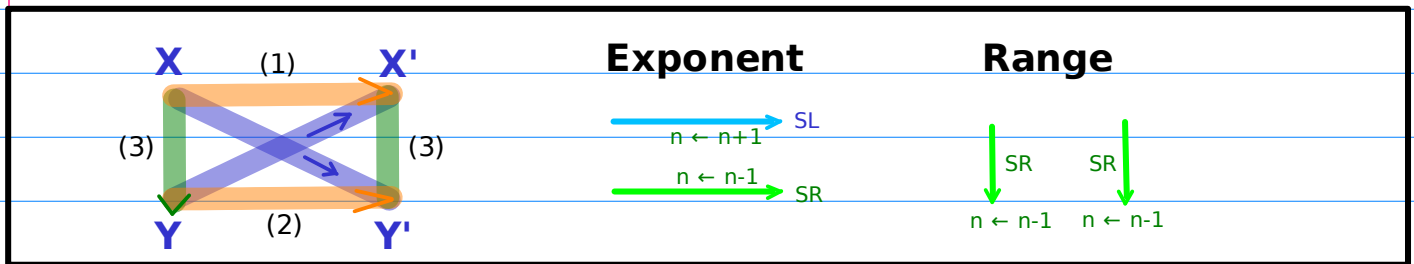 X (1) X'
(3) (3)
Y (2) Y'
Exponent
SL
n ← n+1
n ← n-1
SR
Range
SR SR
n ← n-1 n ← n-1